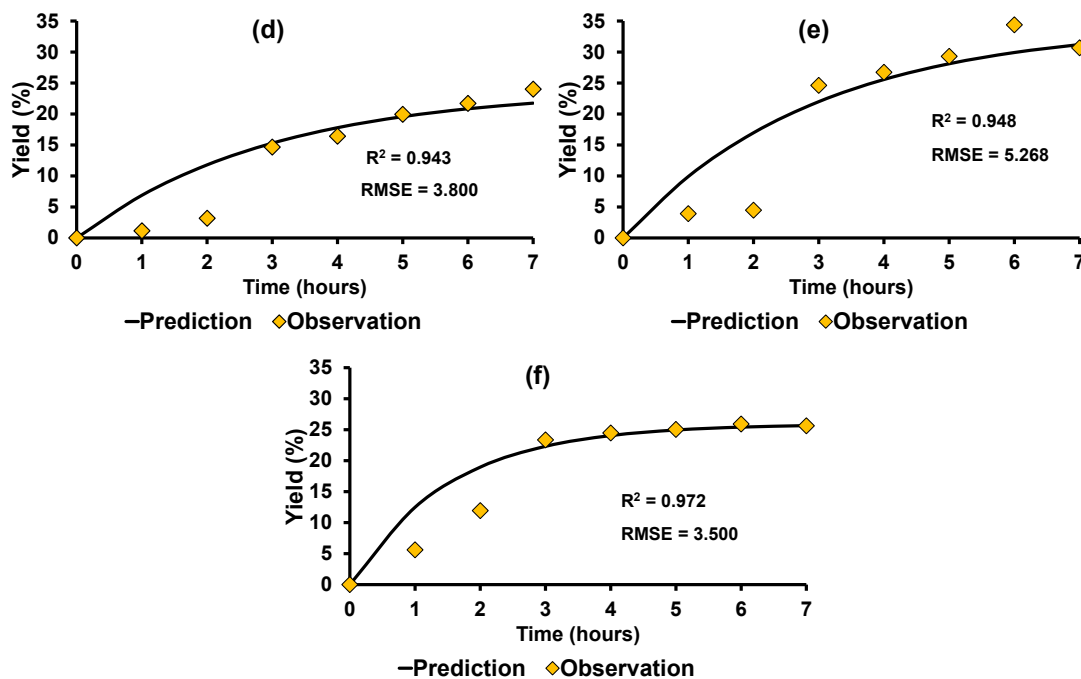 (d)
Yield (%)
35
30
25
20
15
10
5
0
R² = 0.943
RMSE = 3.800
0 1 2 3 4 5 6 7
Time (hours)
Prediction Observation
(e)
Yield (%)
35
30
25
20
15
10
5
0
R² = 0.948
RMSE = 5.268
0 1 2 3 4 5 6 7
Time (hours)
Prediction Observation
(f)
Yield (%)
35
30
25
20
15
10
5
0
R² = 0.972
RMSE = 3.500
0 1 2 3 4 5 6 7
Time (hours)
Prediction Observation